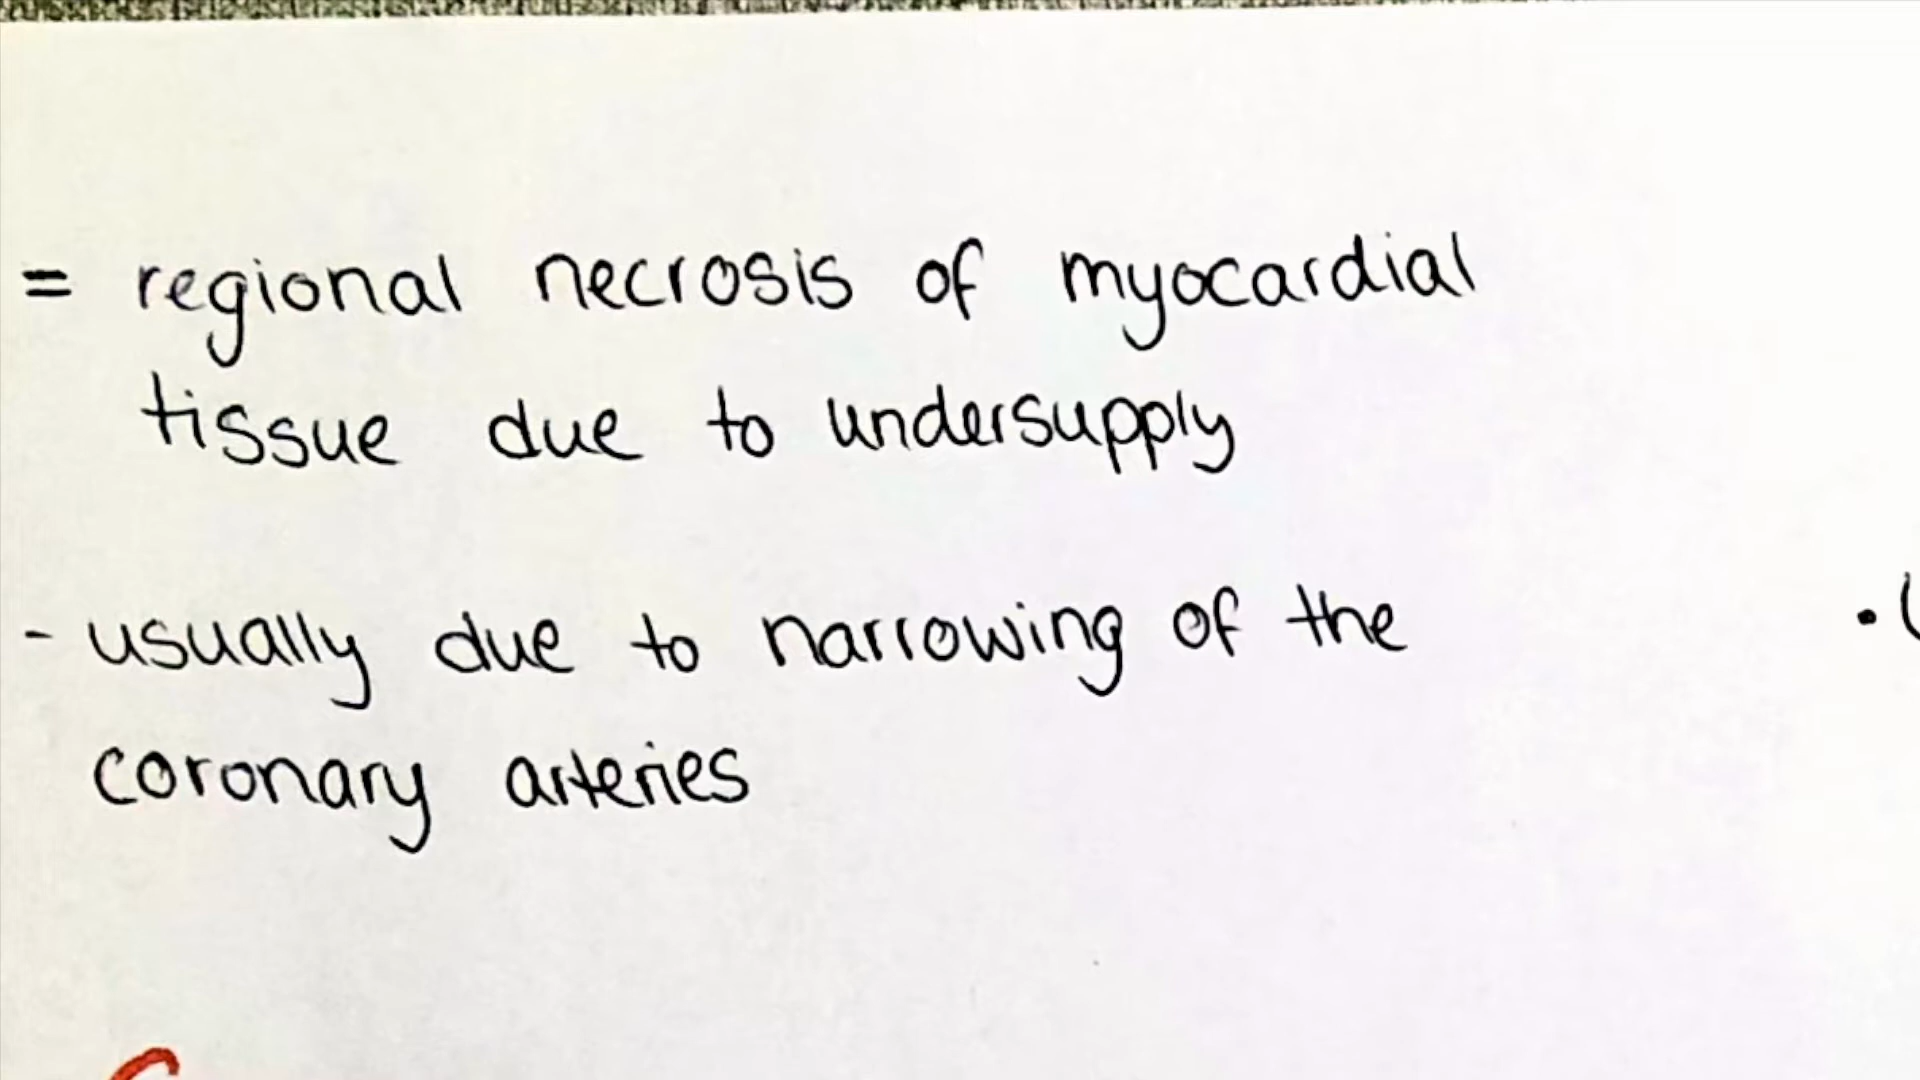 = regional necrosis of myocardial
tissue due to undersupply
- usually due to narrowing of the
coronary arteries